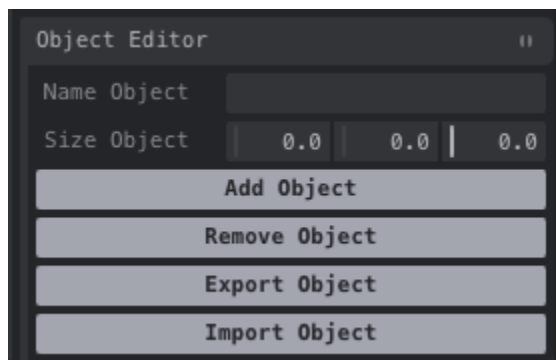 Object Editor
Name Object
Size Object 0.0 0.0 0.0
Add Object
Remove Object
Export Object
Import Object